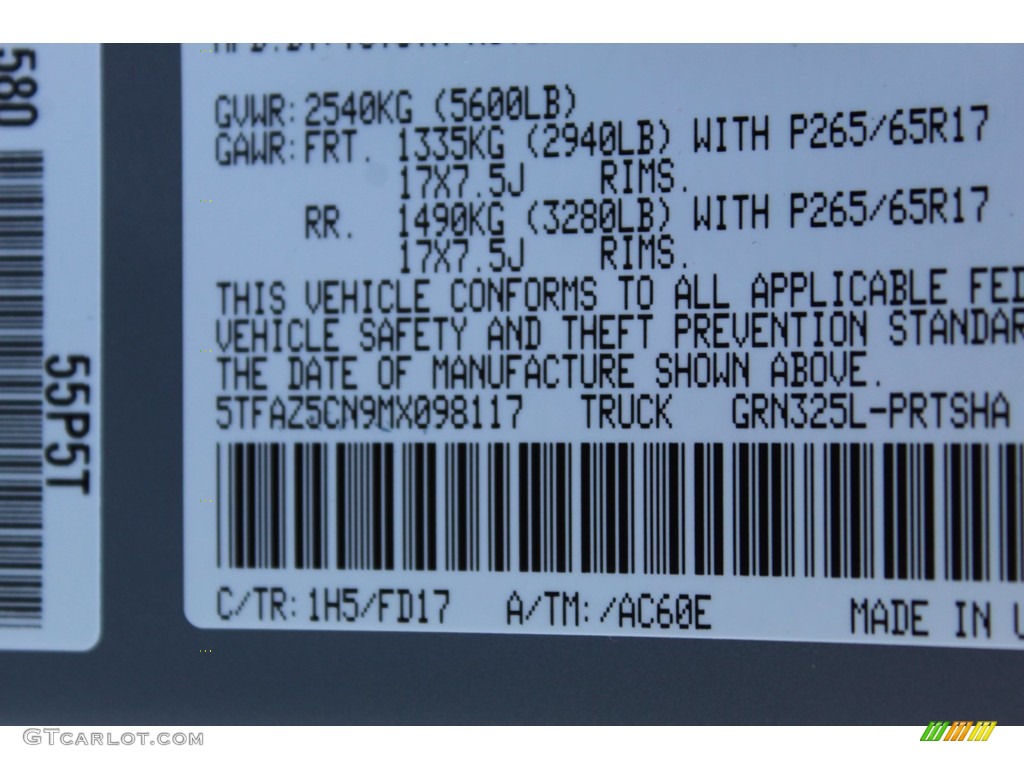 580
55P5T
GVWR: 2540KG (5600LB)
GAWR: FRT. 1335KG (2940LB) WITH P265/65R17
17X7.5J RIMS.
RR. 1490KG (3280LB) WITH P265/65R17
17X7.5J RIMS.
THIS VEHICLE CONFORMS TO ALL APPLICABLE FED
VEHICLE SAFETY AND THEFT PREVENTION STANDAR
THE DATE OF MANUFACTURE SHOWN ABOVE.
5TFAZ5CN9MX098117 TRUCK GRN325L-PRTSHA
C/TR: 1H5/FD17 A/TM: /AC60E MADE IN U
GTCARLOT.COM